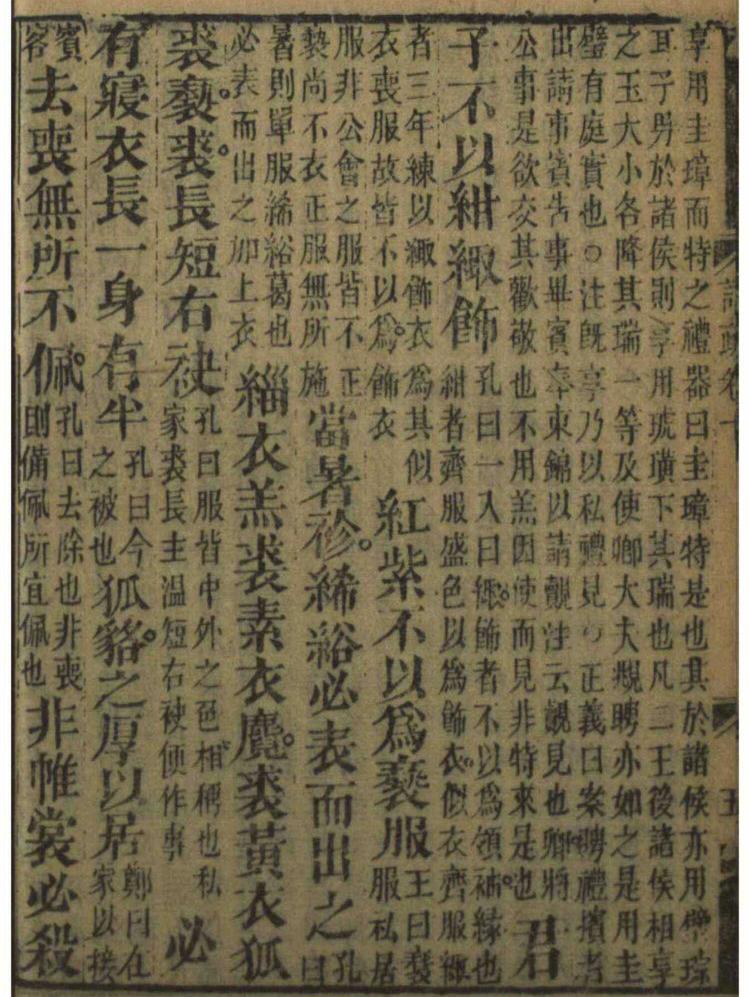 語疏卷十
五
享用圭璋而特之禮器曰圭璋特是也其於諸侯亦用璧琮
耳子男於諸侯則享用琥璜下其瑞也凡二王後諸侯相享
之玉大小各降其瑞一等及使卿大夫覜聘亦如之是用圭
璧有庭實也○注既享乃以私禮見○正義曰案聘禮擯者
出請事賓告事畢賓奉束錦以請覿注云覿見也卿將
公事是欲交其歡敬也不用羔因使而見非特來是也
君
子不以紺緅飾
孔曰一入曰緅飾者不以為領袖緣也
紺者齊服盛色以為飾衣似衣齊服緅
者三年練以緅飾衣為其似
衣喪服故皆不以為飾衣
紅紫不以為褻服
王曰褻
服私居
服非公會之服皆不正
褻尚不衣正服無所施
當暑袗絺綌必表而出之
孔
曰
暑則單服絺綌葛也
必表而出之加上衣
緇衣羔裘素衣麑裘黃衣狐
裘褻裘長短右袂
孔曰服皆中外之色相稱也私
家裘長主溫短右袂便作事
必
有寢衣長一身有半
孔曰今
之被也
狐貉之厚以居
鄭曰在
家以接
賓
客
去喪無所不佩
孔曰去除也非喪
則備佩所宜佩也
非帷裳必殺